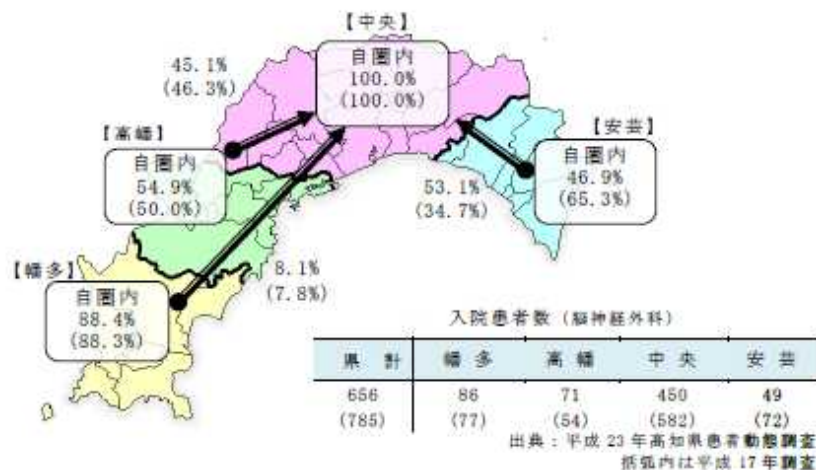 【中央】
自圏内
100.0%
(100.0%)
45.1%
(46.3%)
【高幡】
自圏内
54.9%
(50.0%)
【安芸】
自圏内
46.9%
(65.3%)
53.1%
(34.7%)
【幡多】
自圏内
88.4%
(88.3%)
8.1%
(7.8%)
入院患者数(脳神経外科)
県計 幡多 高幡 中央 安芸
656 86 71 450 49
(785) (77) (54) (582) (72)
出典:平成23年高知県患者動態調査
括弧内は平成17年調査